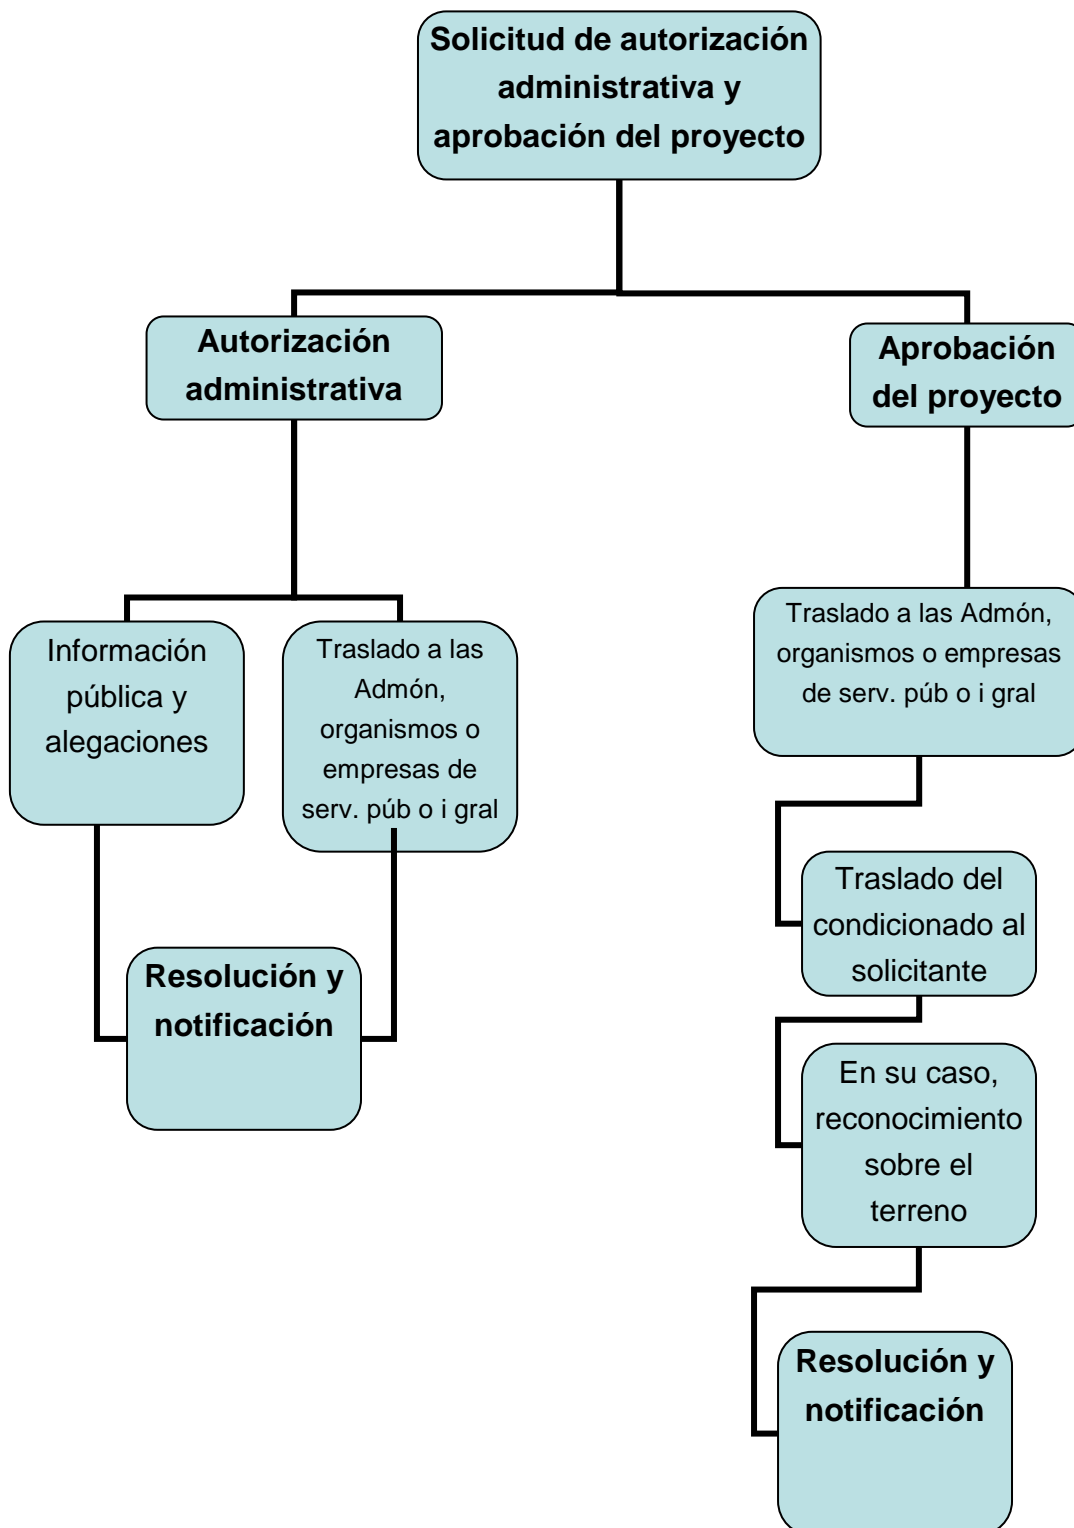 Solicitud de autorización
administrativa y
aprobación del proyecto
Autorización
administrativa
Aprobación
del proyecto
Información
pública y
alegaciones
Traslado a las
Admón,
organismos o
empresas de
serv. púb o i gral
Traslado a las Admón,
organismos o empresas
de serv. púb o i gral
Traslado del
condicionado al
solicitante
Resolución y
notificación
En su caso,
reconocimiento
sobre el
terreno
Resolución y
notificación